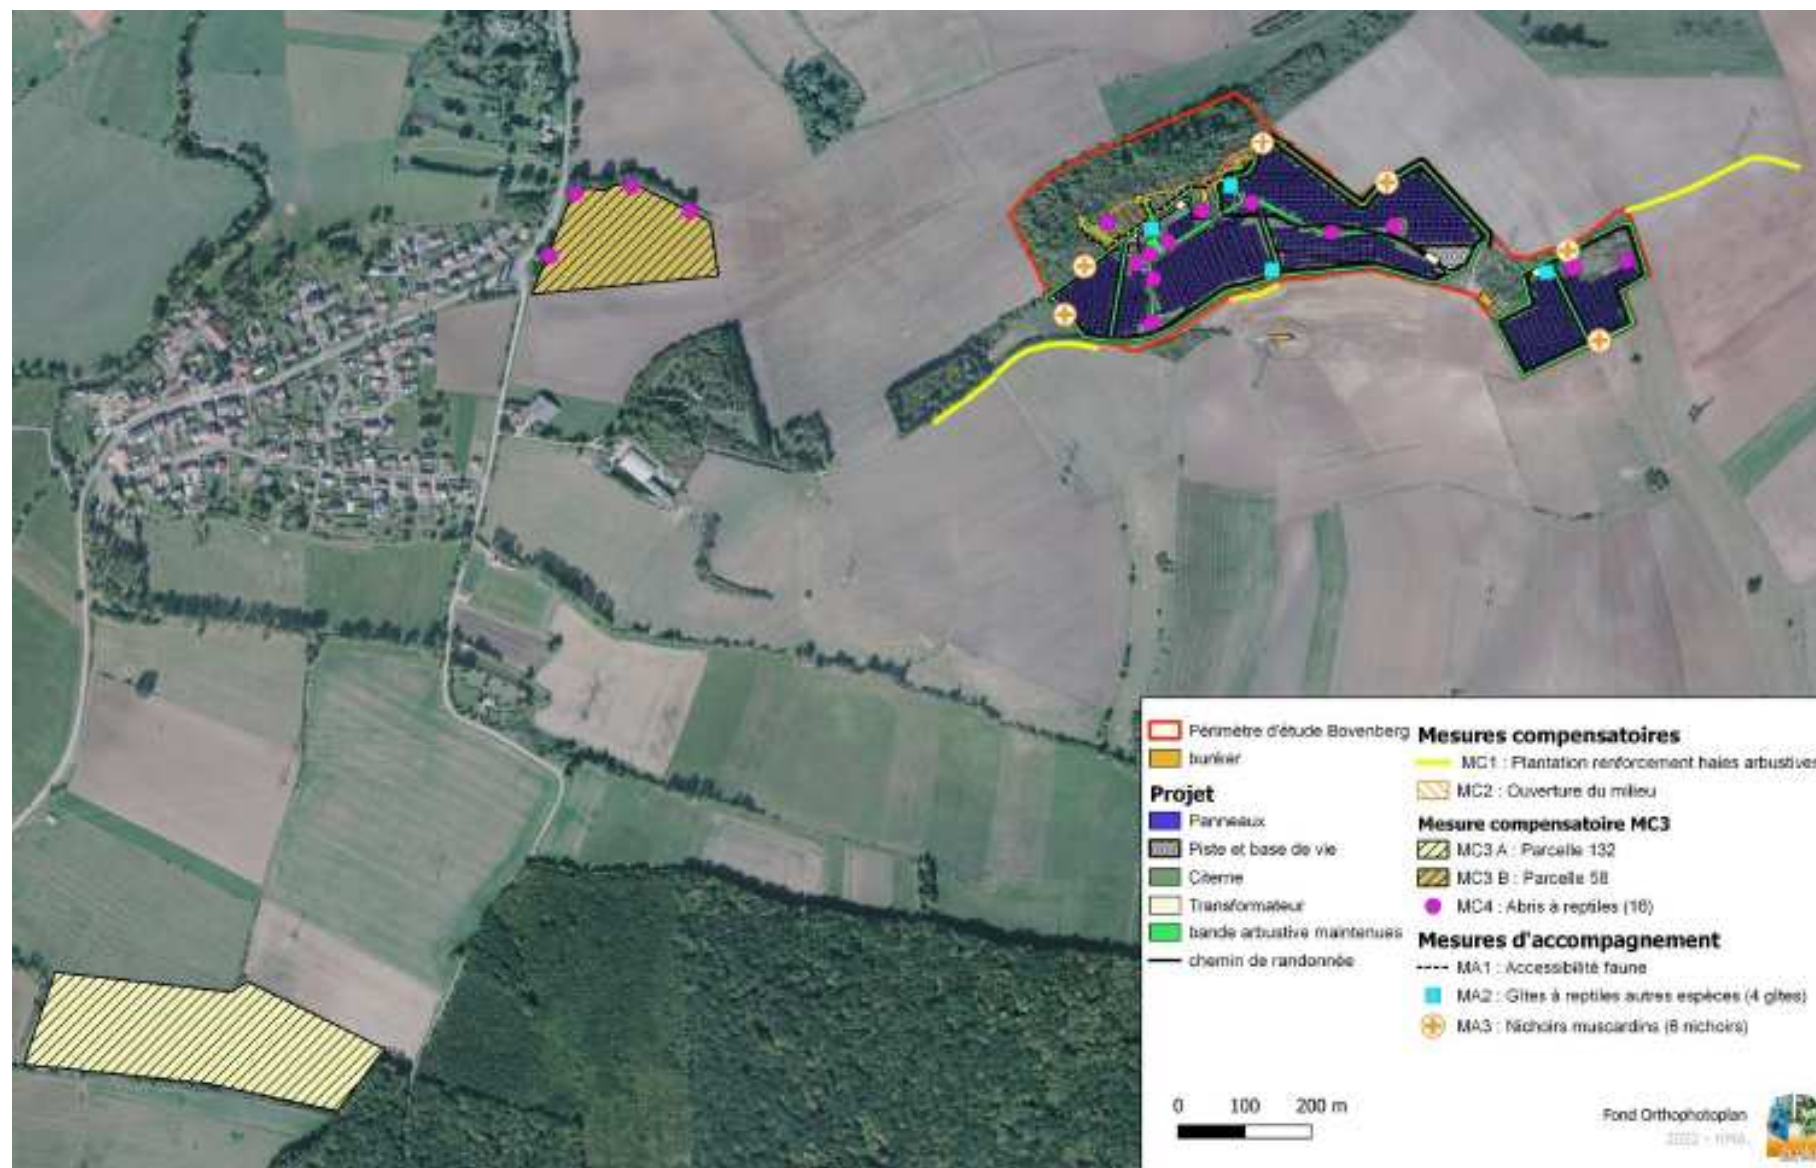 Périmètre d'étude Bovenberg
bunker
Projet
Panneaux
Piste et base de vie
Citerne
Transformateur
bande arbustive maintenues
chemin de randonnée
Mesures compensatoires
MC1 : Plantation renforcement haies arbustives
MC2 : Ouverture du milieu
Mesure compensatoire MC3
MC3 A : Parcelle 132
MC3 B : Parcelle 58
MC4 : Abris à reptiles (16)
Mesures d'accompagnement
MA1 : Accessibilité faune
MA2 : Gîtes à reptiles autres espèces (4 gîtes)
MA3 : Nichoirs muscardins (6 nichoirs)
0 100 200 m
Fond Orthophotoplan